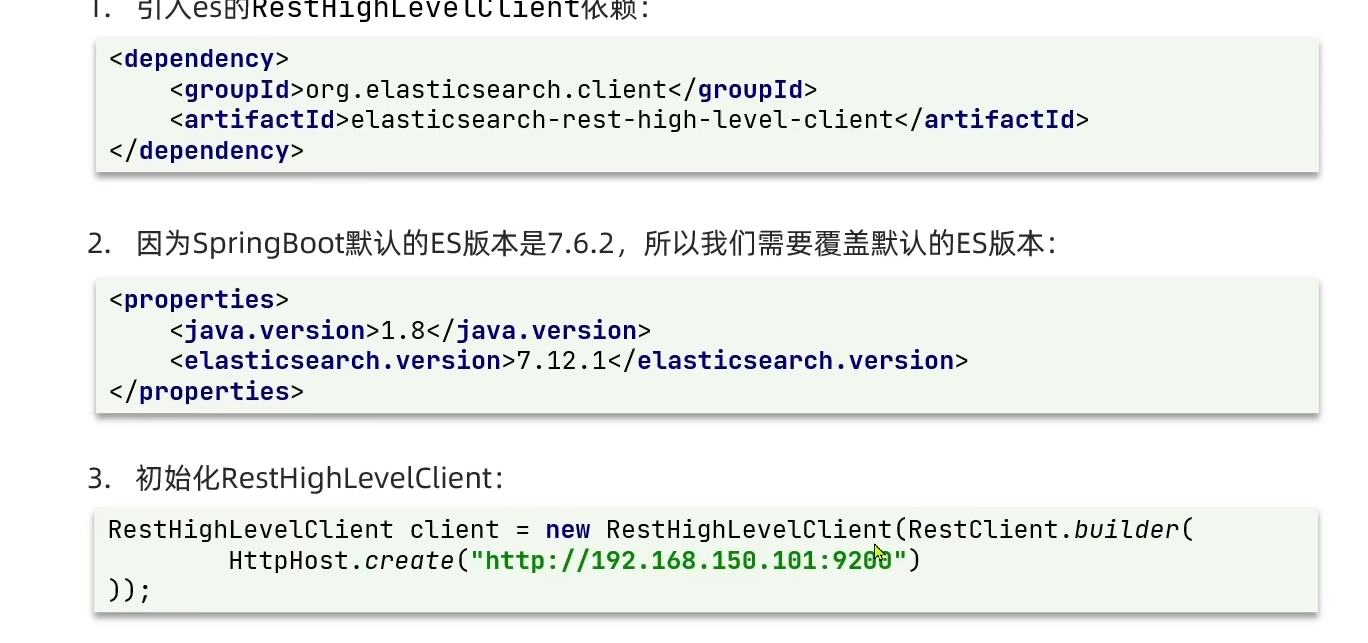 1. 引入es的RestHighLevelClient依赖：
<dependency>
    <groupId>org.elasticsearch.client</groupId>
    <artifactId>elasticsearch-rest-high-level-client</artifactId>
</dependency>
2. 因为SpringBoot默认的ES版本是7.6.2，所以我们需要覆盖默认的ES版本：
<properties>
    <java.version>1.8</java.version>
    <elasticsearch.version>7.12.1</elasticsearch.version>
</properties>
3. 初始化RestHighLevelClient：
RestHighLevelClient client = new RestHighLevelClient(RestClient.builder(
        HttpHost.create("http://192.168.150.101:9200")
));